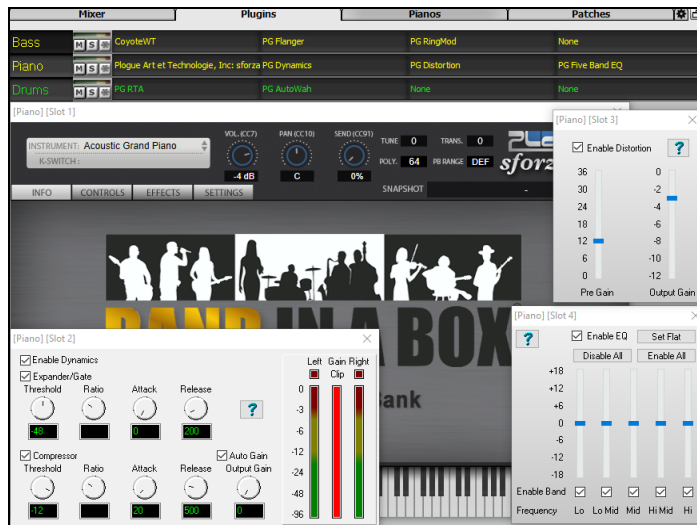 Mixer Plugins Pianos Patches
Bass M S CoyoteWT PG Flanger PG RingMod None
Piano M S Plogue Art et Technologie, Inc: sforza PG Dynamics PG Distortion PG Five Band EQ
Drums M S PG RTA PG AutoWah None None
[Piano] [Slot 1]
INSTRUMENT: Acoustic Grand Piano
K-SWITCH :
VOL. (CC7) PAN (CC10) SEND (CC91)
-4 dB C 0%
TUNE 0 TRANS. 0
POLY. 64 PB RANGE DEF
SNAPSHOT -
INFO CONTROLS EFFECTS SETTINGS
BAND IN A BOX
Bank
[Piano] [Slot 3]
Enable Distortion ?
36 0
30 -2
24 -4
18 -6
12 -8
6 -10
0 -12
Pre Gain Output Gain
[Piano] [Slot 2]
Enable Dynamics
Expander/Gate
Threshold Ratio Attack Release
-48 0 200
?
Compressor Auto Gain
Threshold Ratio Attack Release Output Gain
-12 20 500 0
Left Gain Right
Clip
0
-3
-6
-12
-24
-48
-96
[Piano] [Slot 4]
? Enable EQ Set Flat
Disable All Enable All
+18
+12
+6
0
-6
-12
-18
Enable Band
Frequency Lo Lo Mid Mid Hi Mid Hi